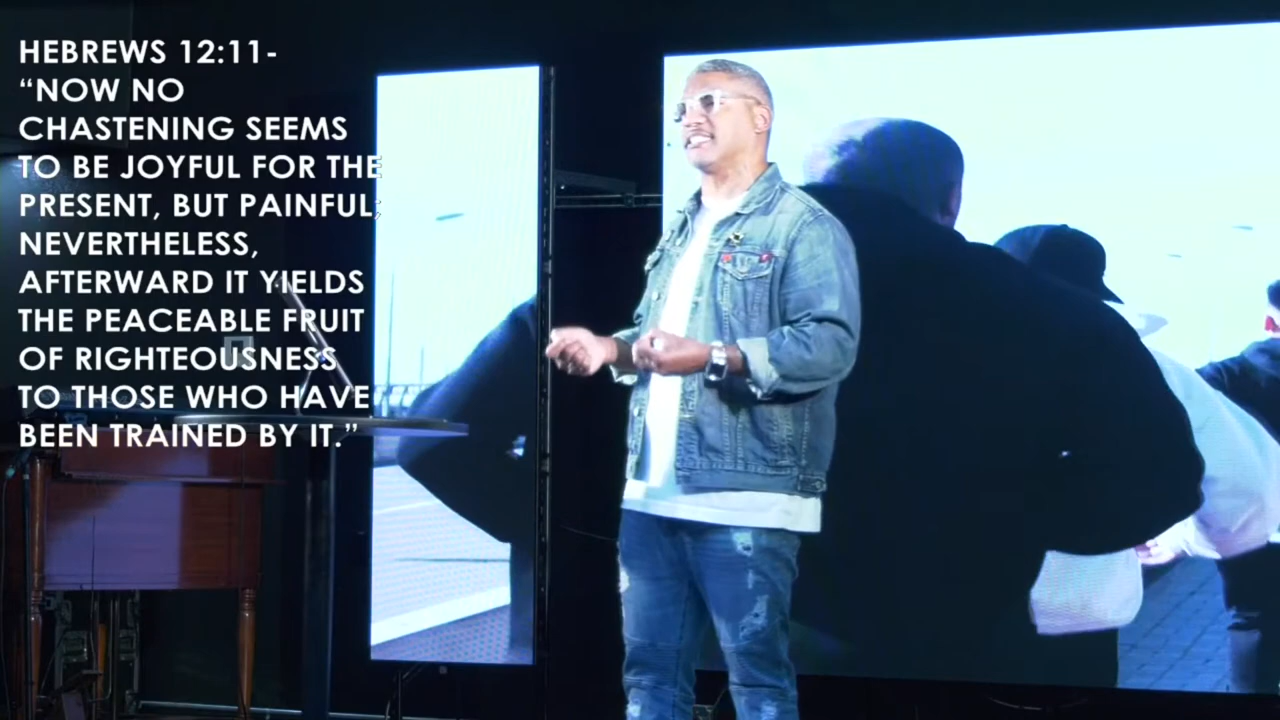 HEBREWS 12:11-
“NOW NO
CHASTENING SEEMS
TO BE JOYFUL FOR THE
PRESENT, BUT PAINFUL;
NEVERTHELESS,
AFTERWARD IT YIELDS
THE PEACEABLE FRUIT
OF RIGHTEOUSNESS
TO THOSE WHO HAVE
BEEN TRAINED BY IT.”